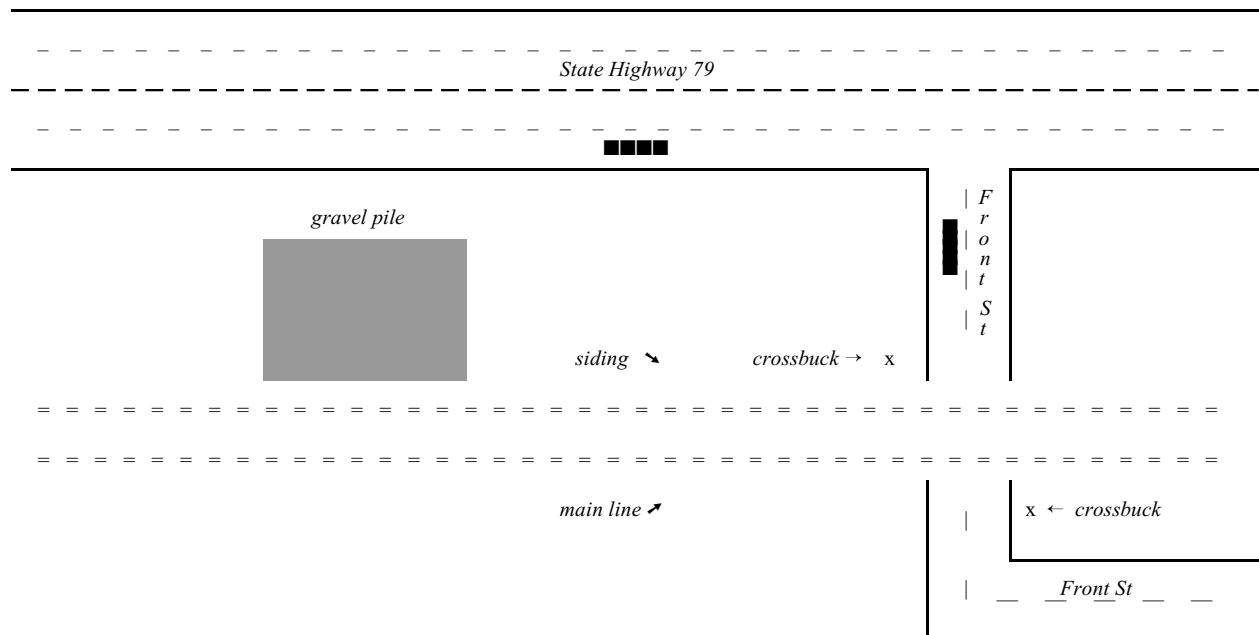 State Highway 79
gravel pile
Front St
siding
crossbuck → x
main line
x ← crossbuck
Front St